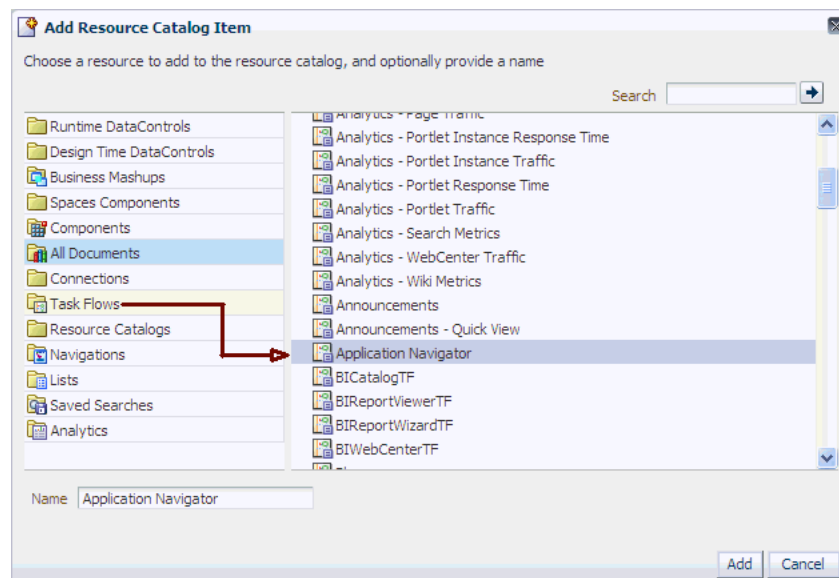 Add Resource Catalog Item
Choose a resource to add to the resource catalog, and optionally provide a name
Search
Runtime DataControls
Design Time DataControls
Business Mashups
Spaces Components
Components
All Documents
Connections
Task Flows
Resource Catalogs
Navigations
Lists
Saved Searches
Analytics
Analytics - Page Traffic
Analytics - Portlet Instance Response Time
Analytics - Portlet Instance Traffic
Analytics - Portlet Response Time
Analytics - Portlet Traffic
Analytics - Search Metrics
Analytics - WebCenter Traffic
Analytics - Wiki Metrics
Announcements
Announcements - Quick View
Application Navigator
BICatalogTF
BIReportViewerTF
BIReportWizardTF
BIWebCenterTF
Name Application Navigator
Add Cancel